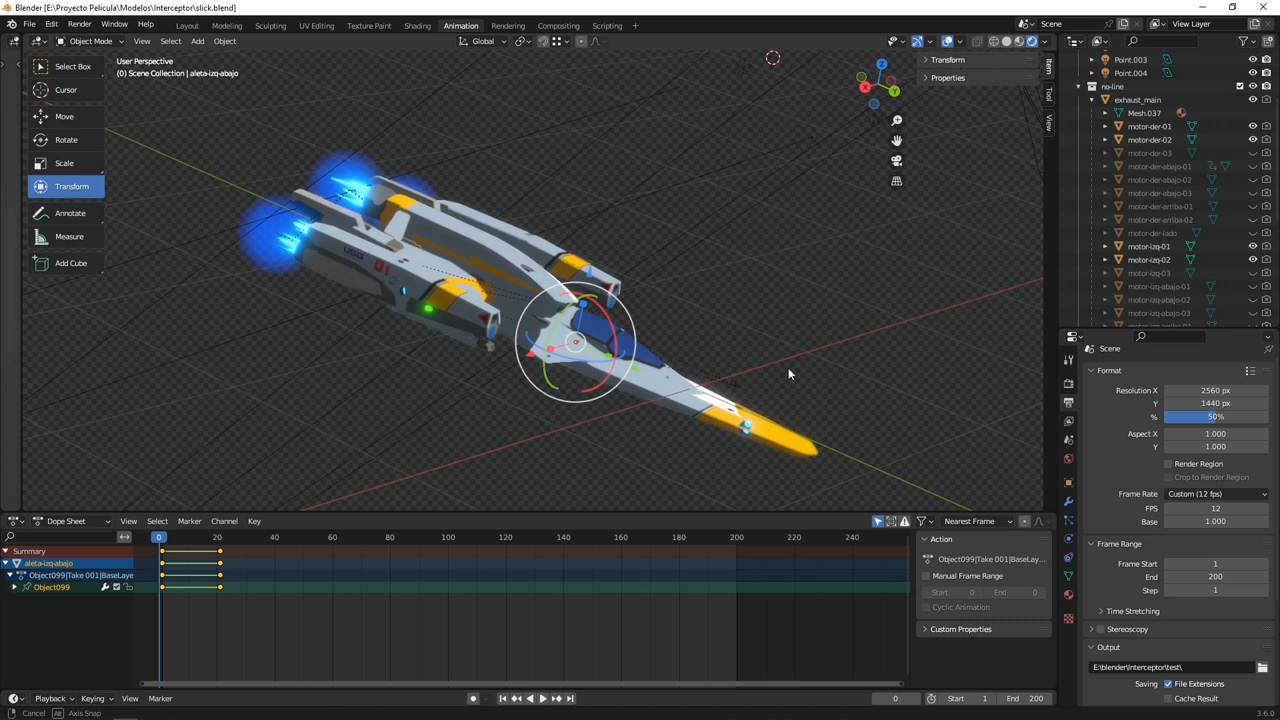 Blender [E:\Proyecto Pelicula\Modelos\Interceptor\slick.blend]
File Edit Render Window Help Layout Modeling Sculpting UV Editing Texture Paint Shading Animation Rendering Compositing Scripting + Scene View Layer
Object Mode View Select Add Object Global
User Perspective
(0) Scene Collection | aleta-izq-abajo
Select Box
Cursor
Move
Rotate
Scale
Transform
Annotate
Measure
Add Cube
USG 01
Z
X
Y
Transform
Properties
Item
Tool
View
Point.003
Point.004
no-line
exhaust_main
Mesh.037
motor-der-01
motor-der-02
motor-der-03
motor-der-abajo-01
motor-der-abajo-02
motor-der-abajo-03
motor-der-arriba-01
motor-der-arriba-02
motor-der-lado
motor-izq-01
motor-izq-02
motor-izq-03
motor-izq-abajo-01
motor-izq-abajo-02
motor-izq-abajo-03
Scene
Format
Resolution X 2560 px
Y 1440 px
% 50%
Aspect X 1.000
Y 1.000
Render Region
Crop to Render Region
Frame Rate Custom (12 fps)
FPS 12
Base 1.000
Frame Range
Frame Start 1
End 200
Step 1
Time Stretching
Stereoscopy
Output
E:\blender\Interceptor\test\
Saving File Extensions
Cache Result
Dope Sheet View Select Marker Channel Key Nearest Frame
0 20 40 60 80 100 120 140 160 180 200 220 240
Summary
aleta-izq-abajo
Object099|Take 001|BaseLaye
Object099
Action
Object099|Take 001|BaseLay...
Manual Frame Range
Start 0 End 0
Cyclic Animation
Custom Properties
Playback Keying View Marker 0 Start 1 End 200
Cancel Alt Axis Snap 3.6.0